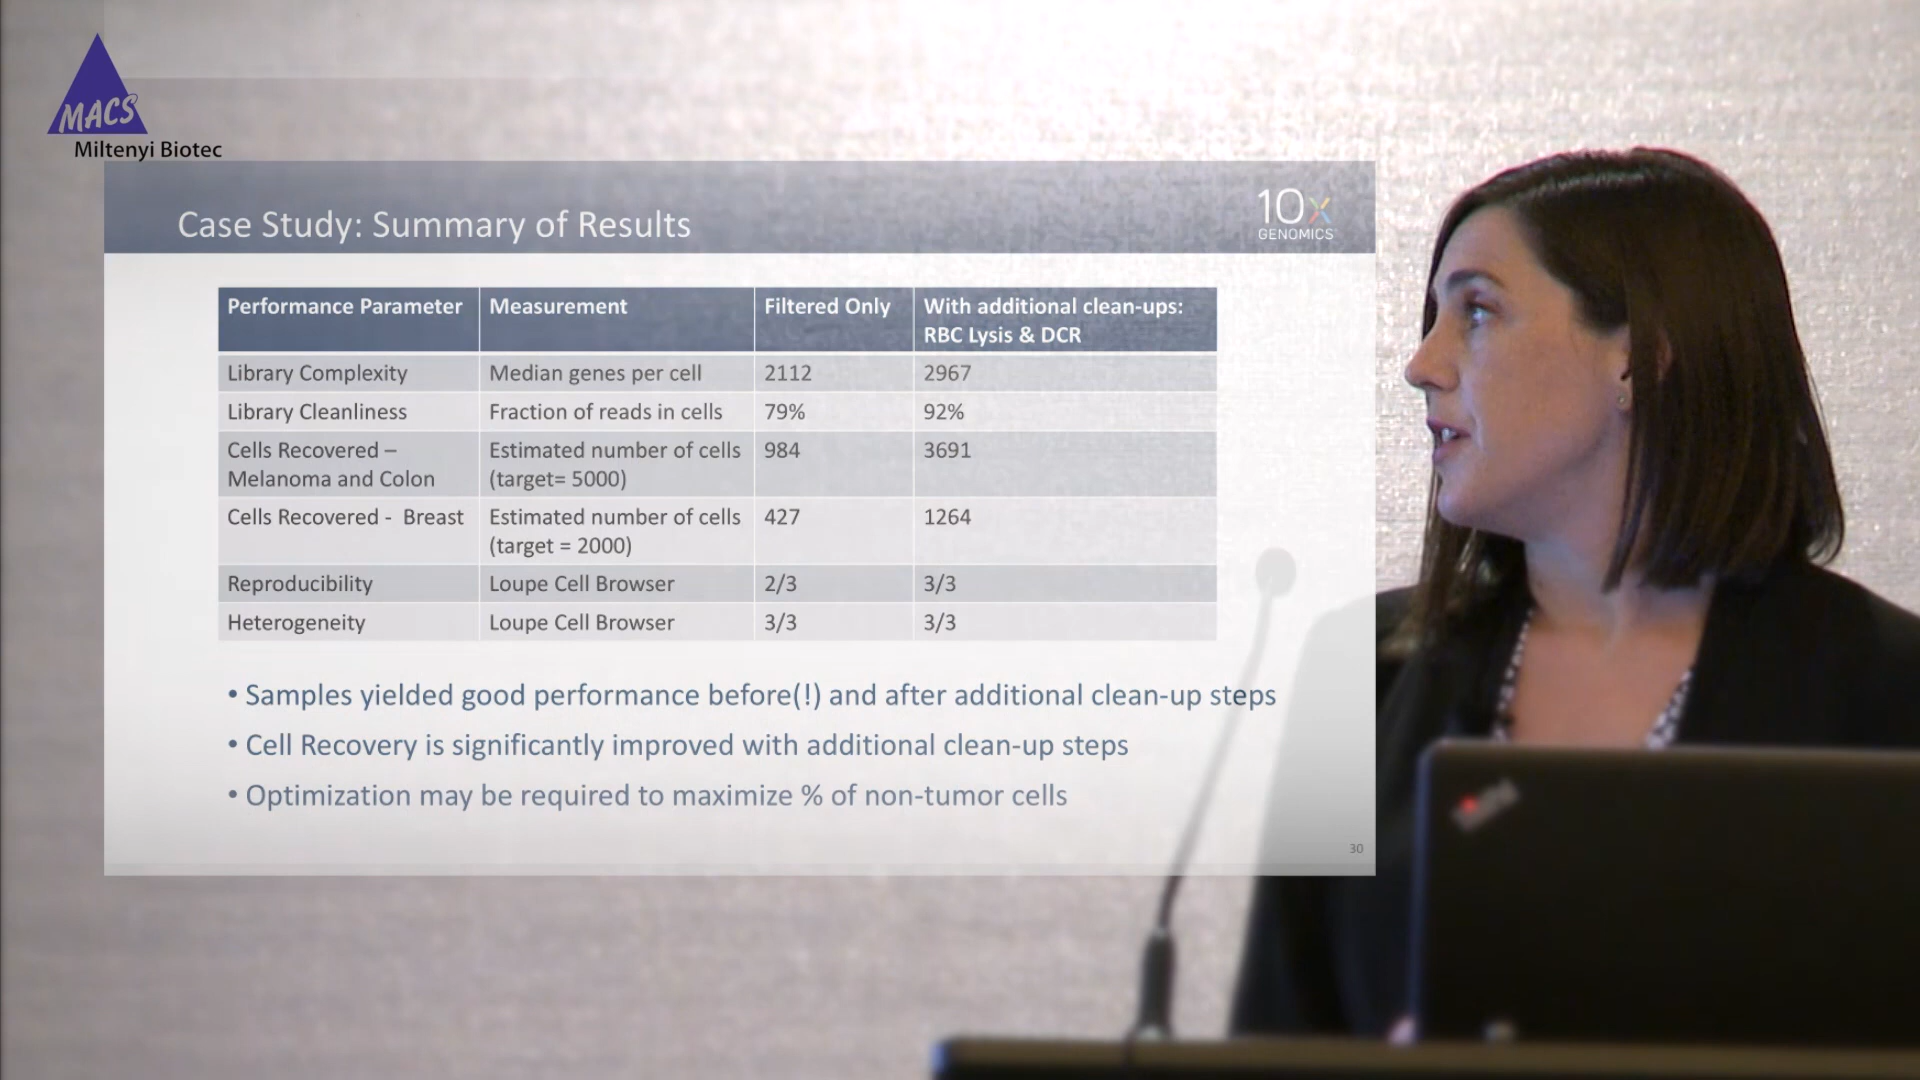 MACS
Miltenyi Biotec
Case Study: Summary of Results
10x
GENOMICS
Performance Parameter Measurement Filtered Only With additional clean-ups:
RBC Lysis & DCR
Library Complexity Median genes per cell 2112 2967
Library Cleanliness Fraction of reads in cells 79% 92%
Cells Recovered – Estimated number of cells 984 3691
Melanoma and Colon (target= 5000)
Cells Recovered - Breast Estimated number of cells 427 1264
(target = 2000)
Reproducibility Loupe Cell Browser 2/3 3/3
Heterogeneity Loupe Cell Browser 3/3 3/3
• Samples yielded good performance before(!) and after additional clean-up steps
• Cell Recovery is significantly improved with additional clean-up steps
• Optimization may be required to maximize % of non-tumor cells
30